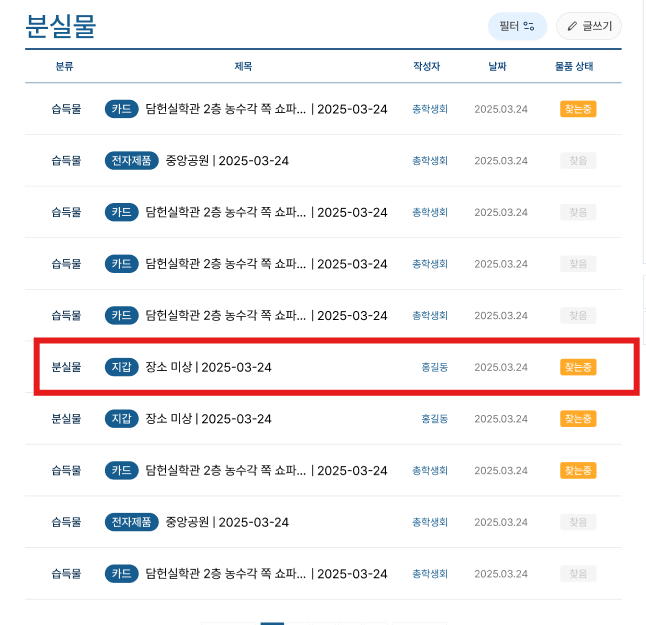 분실물
필터 글쓰기
분류 제목 작성자 날짜 물품 상태
습득물 카드 담헌실학관 2층 농수각 쪽 쇼파... | 2025-03-24 총학생회 2025.03.24 찾는중
습득물 전자제품 중앙공원 | 2025-03-24 총학생회 2025.03.24 찾음
습득물 카드 담헌실학관 2층 농수각 쪽 쇼파... | 2025-03-24 총학생회 2025.03.24 찾음
습득물 카드 담헌실학관 2층 농수각 쪽 쇼파... | 2025-03-24 총학생회 2025.03.24 찾음
습득물 카드 담헌실학관 2층 농수각 쪽 쇼파... | 2025-03-24 총학생회 2025.03.24 찾음
분실물 지갑 장소 미상 | 2025-03-24 홍길동 2025.03.24 찾는중
분실물 지갑 장소 미상 | 2025-03-24 홍길동 2025.03.24 찾는중
습득물 카드 담헌실학관 2층 농수각 쪽 쇼파... | 2025-03-24 총학생회 2025.03.24 찾는중
습득물 전자제품 중앙공원 | 2025-03-24 총학생회 2025.03.24 찾음
습득물 카드 담헌실학관 2층 농수각 쪽 쇼파... | 2025-03-24 총학생회 2025.03.24 찾음